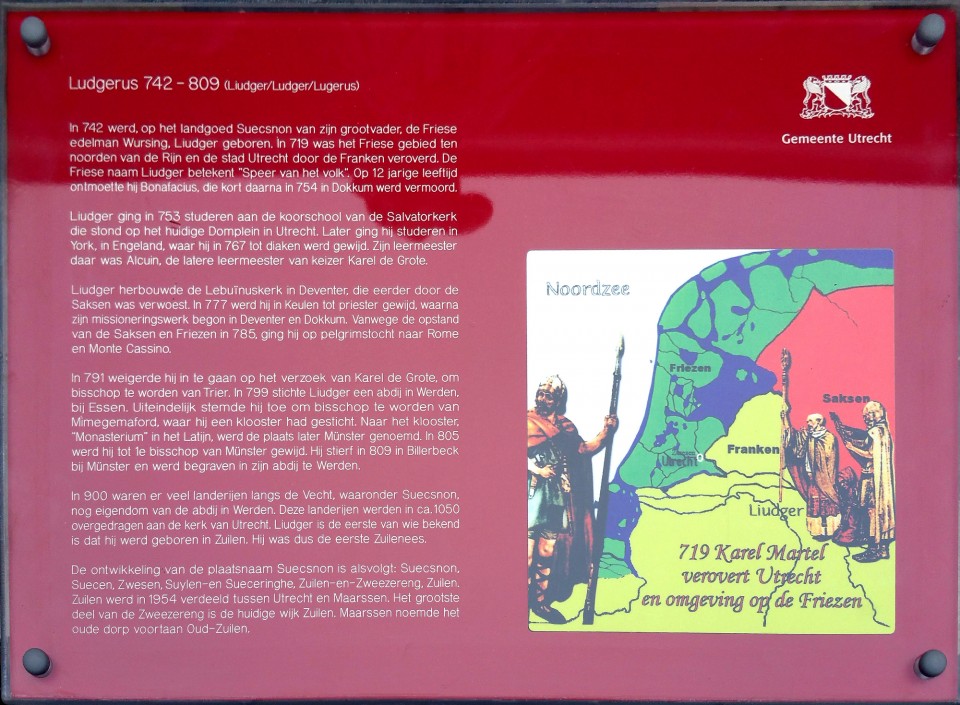 Ludgerus 742 - 809 (Liudger/Ludger/Lugerus)
In 742 werd, op het landgoed Suecsnon van zijn grootvader, de Friese
edelman Wursing, Liudger geboren. In 719 was het Friese gebied ten
noorden van de Rijn en de stad Utrecht door de Franken veroverd. De
Friese naam Liudger betekent "Speer van het volk". Op 12 jarige leeftijd
ontmoette hij Bonafacius, die kort daarna in 754 in Dokkum werd vermoord.
Liudger ging in 753 studeren aan de koorschool van de Salvatorkerk
die stond op het huidige Domplein in Utrecht. Later ging hij studeren in
York, in Engeland, waar hij in 767 tot diaken werd gewijd. Zijn leermeester
daar was Alcuin, de latere leermeester van keizer Karel de Grote.
Liudger herbouwde de Lebuïnuskerk in Deventer, die eerder door de
Saksen was verwoest. In 777 werd hij in Keulen tot priester gewijd, waarna
zijn missioneringswerk begon in Deventer en Dokkum. Vanwege de opstand
van de Saksen en Friezen in 785, ging hij op pelgrimstocht naar Rome
en Monte Cassino.
In 791 weigerde hij in te gaan op het verzoek van Karel de Grote, om
bisschop te worden van Trier. In 799 stichte Liudger een abdij in Werden,
bij Essen. Uiteindelijk stemde hij toe om bisschop te worden van
Mimegemaford, waar hij een klooster had gesticht. Naar het klooster,
"Monasterium" in het Latijn, werd de plaats later Münster genoemd. In 805
werd hij tot 1e bisschop van Münster gewijd. Hij stierf in 809 in Billerbeck
bij Münster en werd begraven in zijn abdij te Werden.
In 900 waren er veel landerijen langs de Vecht, waaronder Suecsnon,
nog eigendom van de abdij in Werden. Deze landerijen werden in ca.1050
overgedragen aan de kerk van Utrecht. Liudger is de eerste van wie bekend
is dat hij werd geboren in Zuilen. Hij was dus de eerste Zuilenees.
De ontwikkeling van de plaatsnaam Suecsnon is alsvolgt: Suecsnon,
Suecen, Zwesen, Suylen-en Sueceringhe, Zuilen-en-Zweezereng, Zuilen.
Zuilen werd in 1954 verdeeld tussen Utrecht en Maarssen. Het grootste
deel van de Zweezereng is de huidige wijk Zuilen. Maarssen noemde het
oude dorp voortaan Oud-Zuilen.
Gemeente Utrecht
Noordzee
Friezen
Saksen
Franken
Utrecht
Liudger
719 Karel Martel
verovert Utrecht
en omgeving op de Friezen